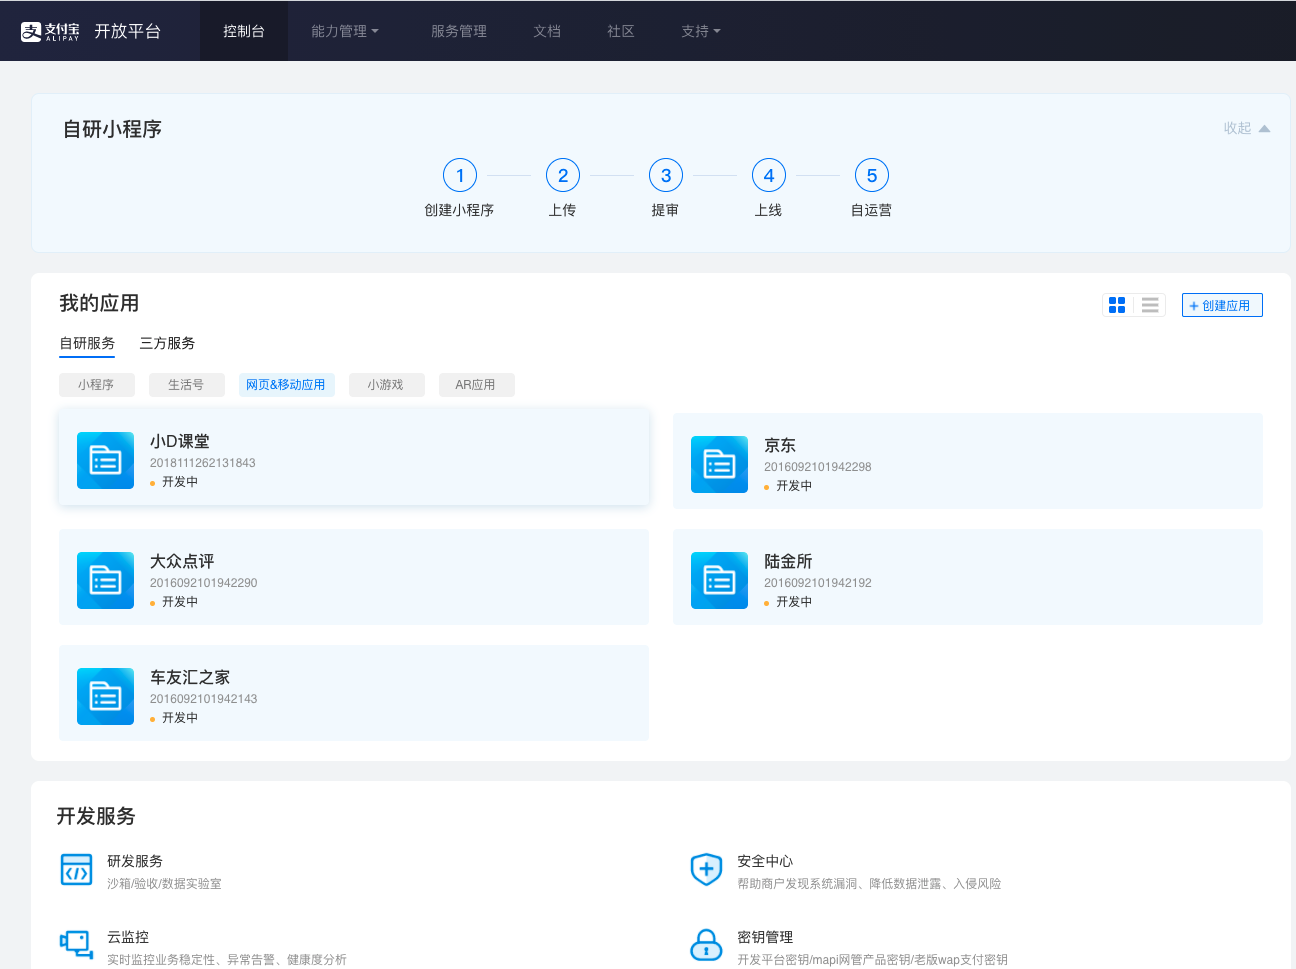 支付宝 ALIPAY 开放平台 控制台 能力管理 服务管理 文档 社区 支持
自研小程序 收起
1 2 3 4 5
创建小程序 上传 提审 上线 自运营
我的应用 + 创建应用
自研服务 三方服务
小程序 生活号 网页&移动应用 小游戏 AR应用
小D课堂
2018111262131843
开发中
京东
2016092101942298
开发中
大众点评
2016092101942290
开发中
陆金所
2016092101942192
开发中
车友汇之家
2016092101942143
开发中
开发服务
研发服务
沙箱/验收/数据实验室
安全中心
帮助商户发现系统漏洞、降低数据泄露、入侵风险
云监控
实时监控业务稳定性、异常告警、健康度分析
密钥管理
开发平台密钥/mapi网管产品密钥/老版wap支付密钥